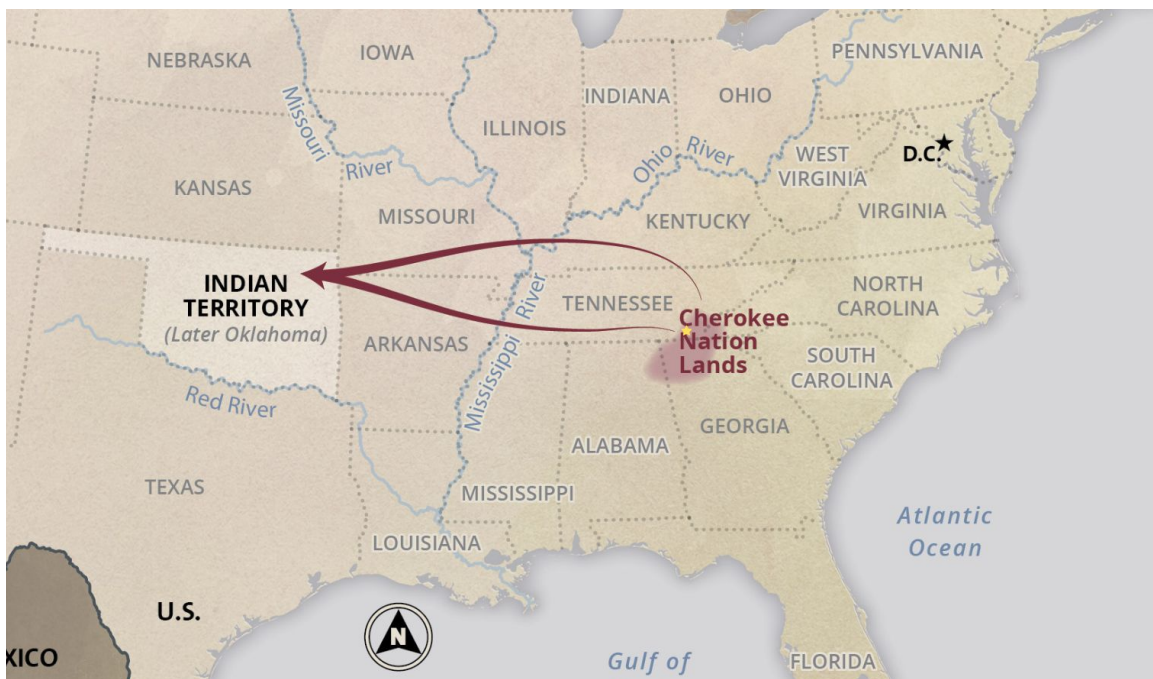 NEBRASKA
IOWA
PENNSYLVANIA
INDIANA
OHIO
ILLINOIS
Missouri
River
Ohio River
WEST
VIRGINIA
D.C.
KANSAS
MISSOURI
KENTUCKY
VIRGINIA
INDIAN
TERRITORY
(Later Oklahoma)
TENNESSEE
Cherokee
Nation
Lands
NORTH
CAROLINA
ARKANSAS
Mississippi River
SOUTH
CAROLINA
Red River
GEORGIA
ALABAMA
TEXAS
MISSISSIPPI
LOUISIANA
Atlantic
Ocean
U.S.
N
XICO
Gulf of
FLORIDA